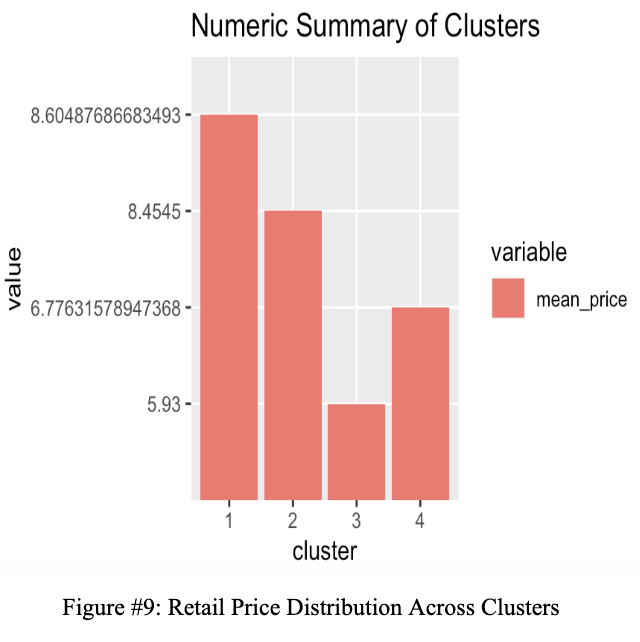 Numeric Summary of Clusters
8.60487686683493
8.4545
6.77631578947368
5.93
value
1 2 3 4
cluster
variable
mean_price
Figure #9: Retail Price Distribution Across Clusters